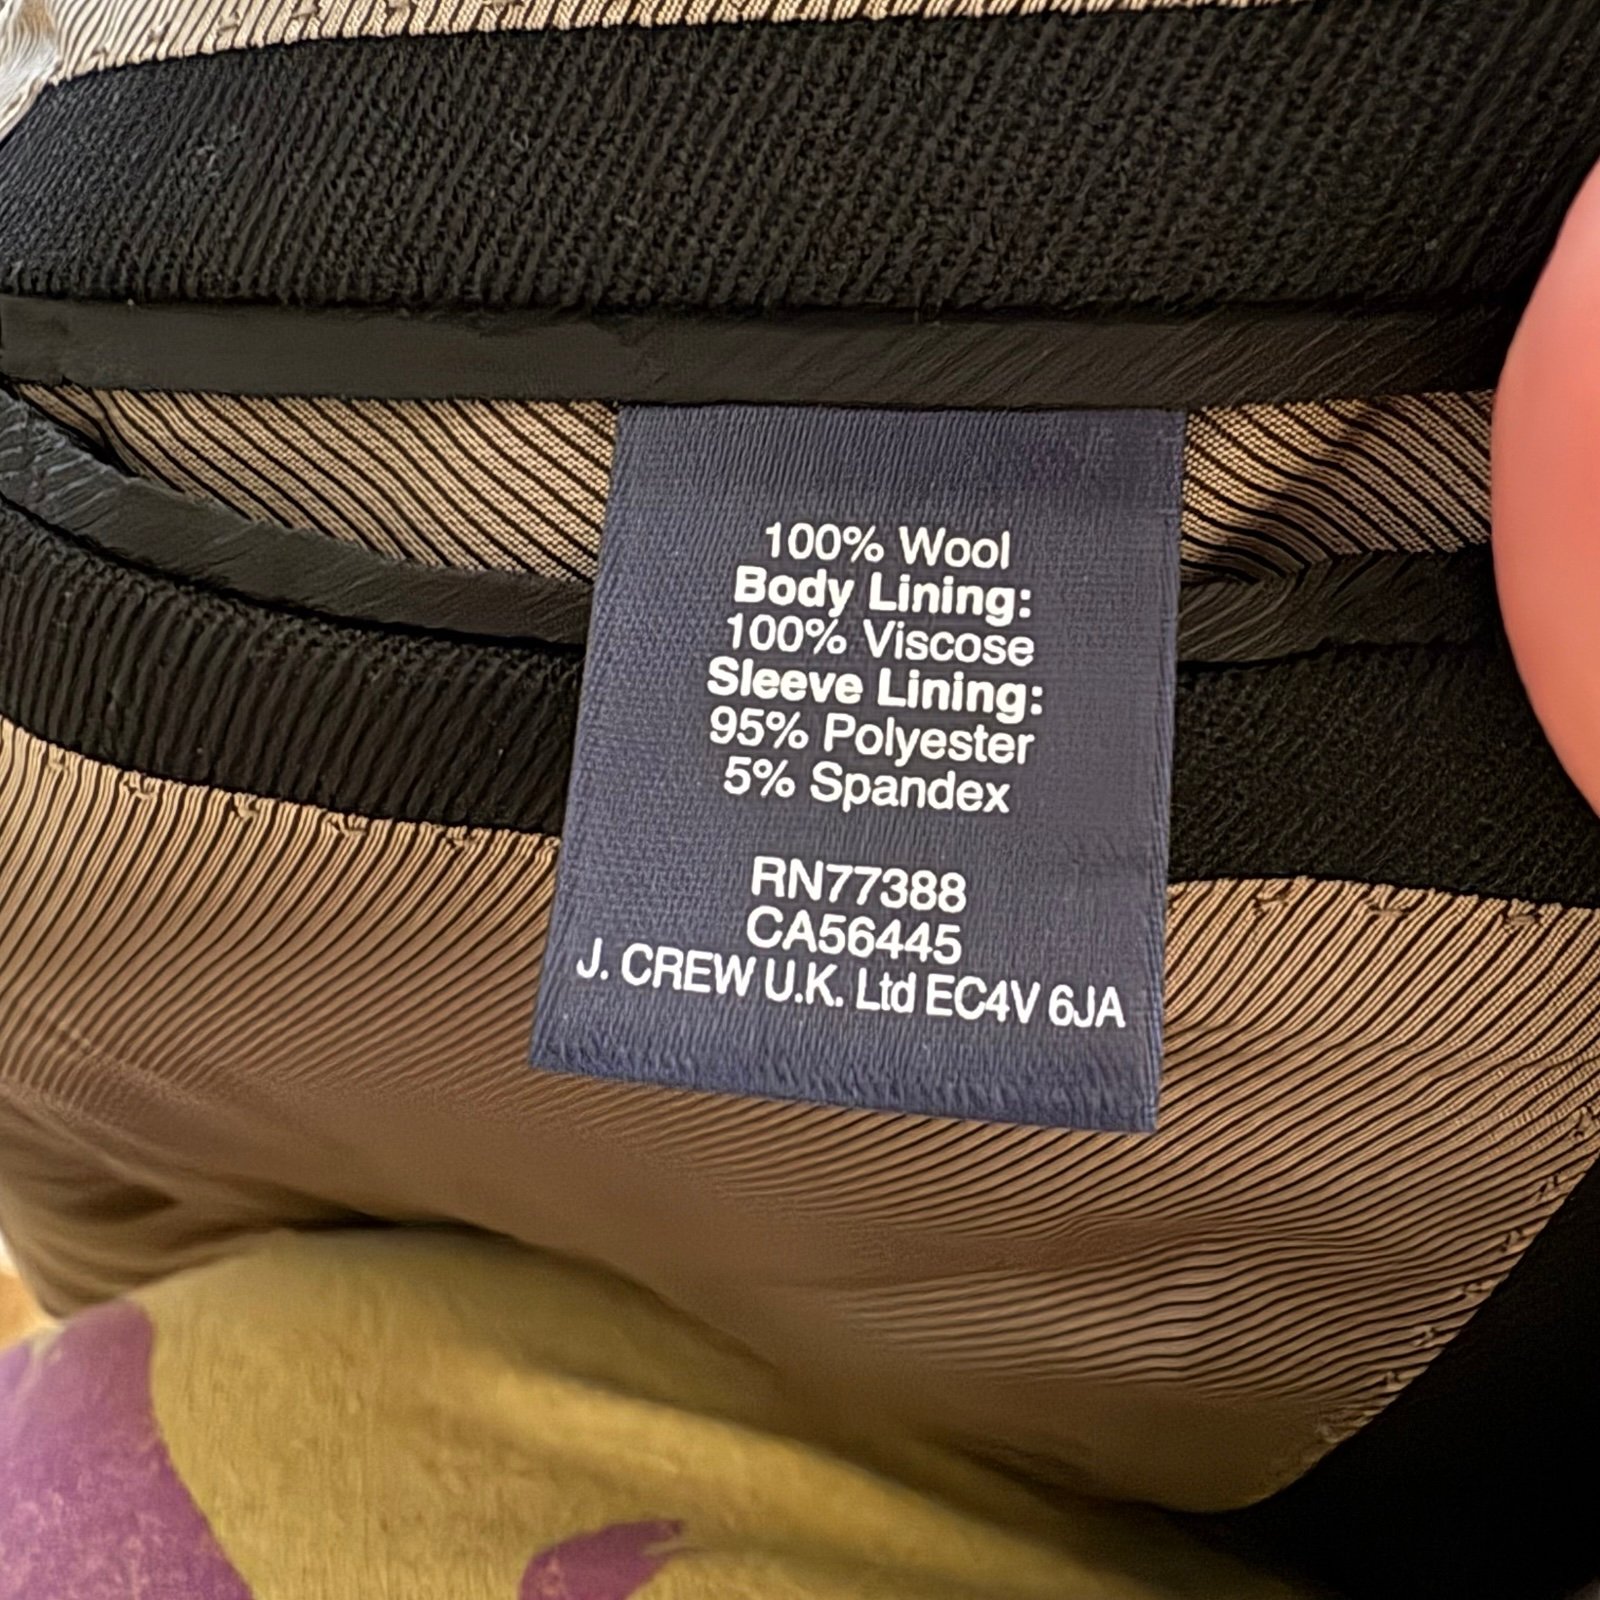 100% Wool
Body Lining:
100% Viscose
Sleeve Lining:
95% Polyester
5% Spandex
RN77388
CA56445
J. CREW U.K. Ltd EC4V 6JA